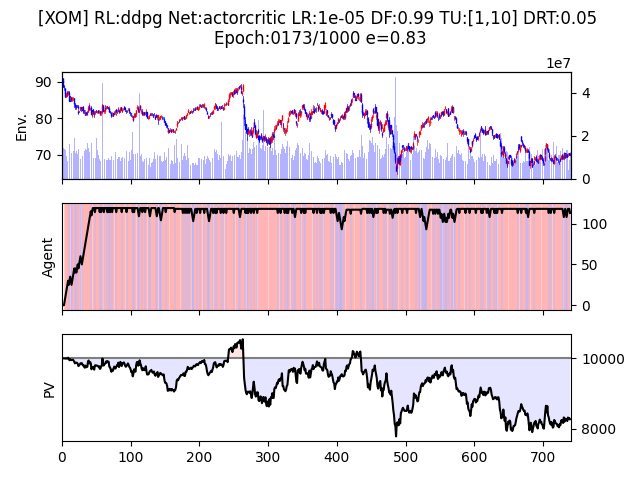 [XOM] RL:ddpg Net:actorcritic LR:1e-05 DF:0.99 TU:[1,10] DRT:0.05
Epoch:0173/1000 e=0.83
1e7
90
80
70
Env.
4
2
0
Agent
100
50
0
PV
10000
8000
0 100 200 300 400 500 600 700